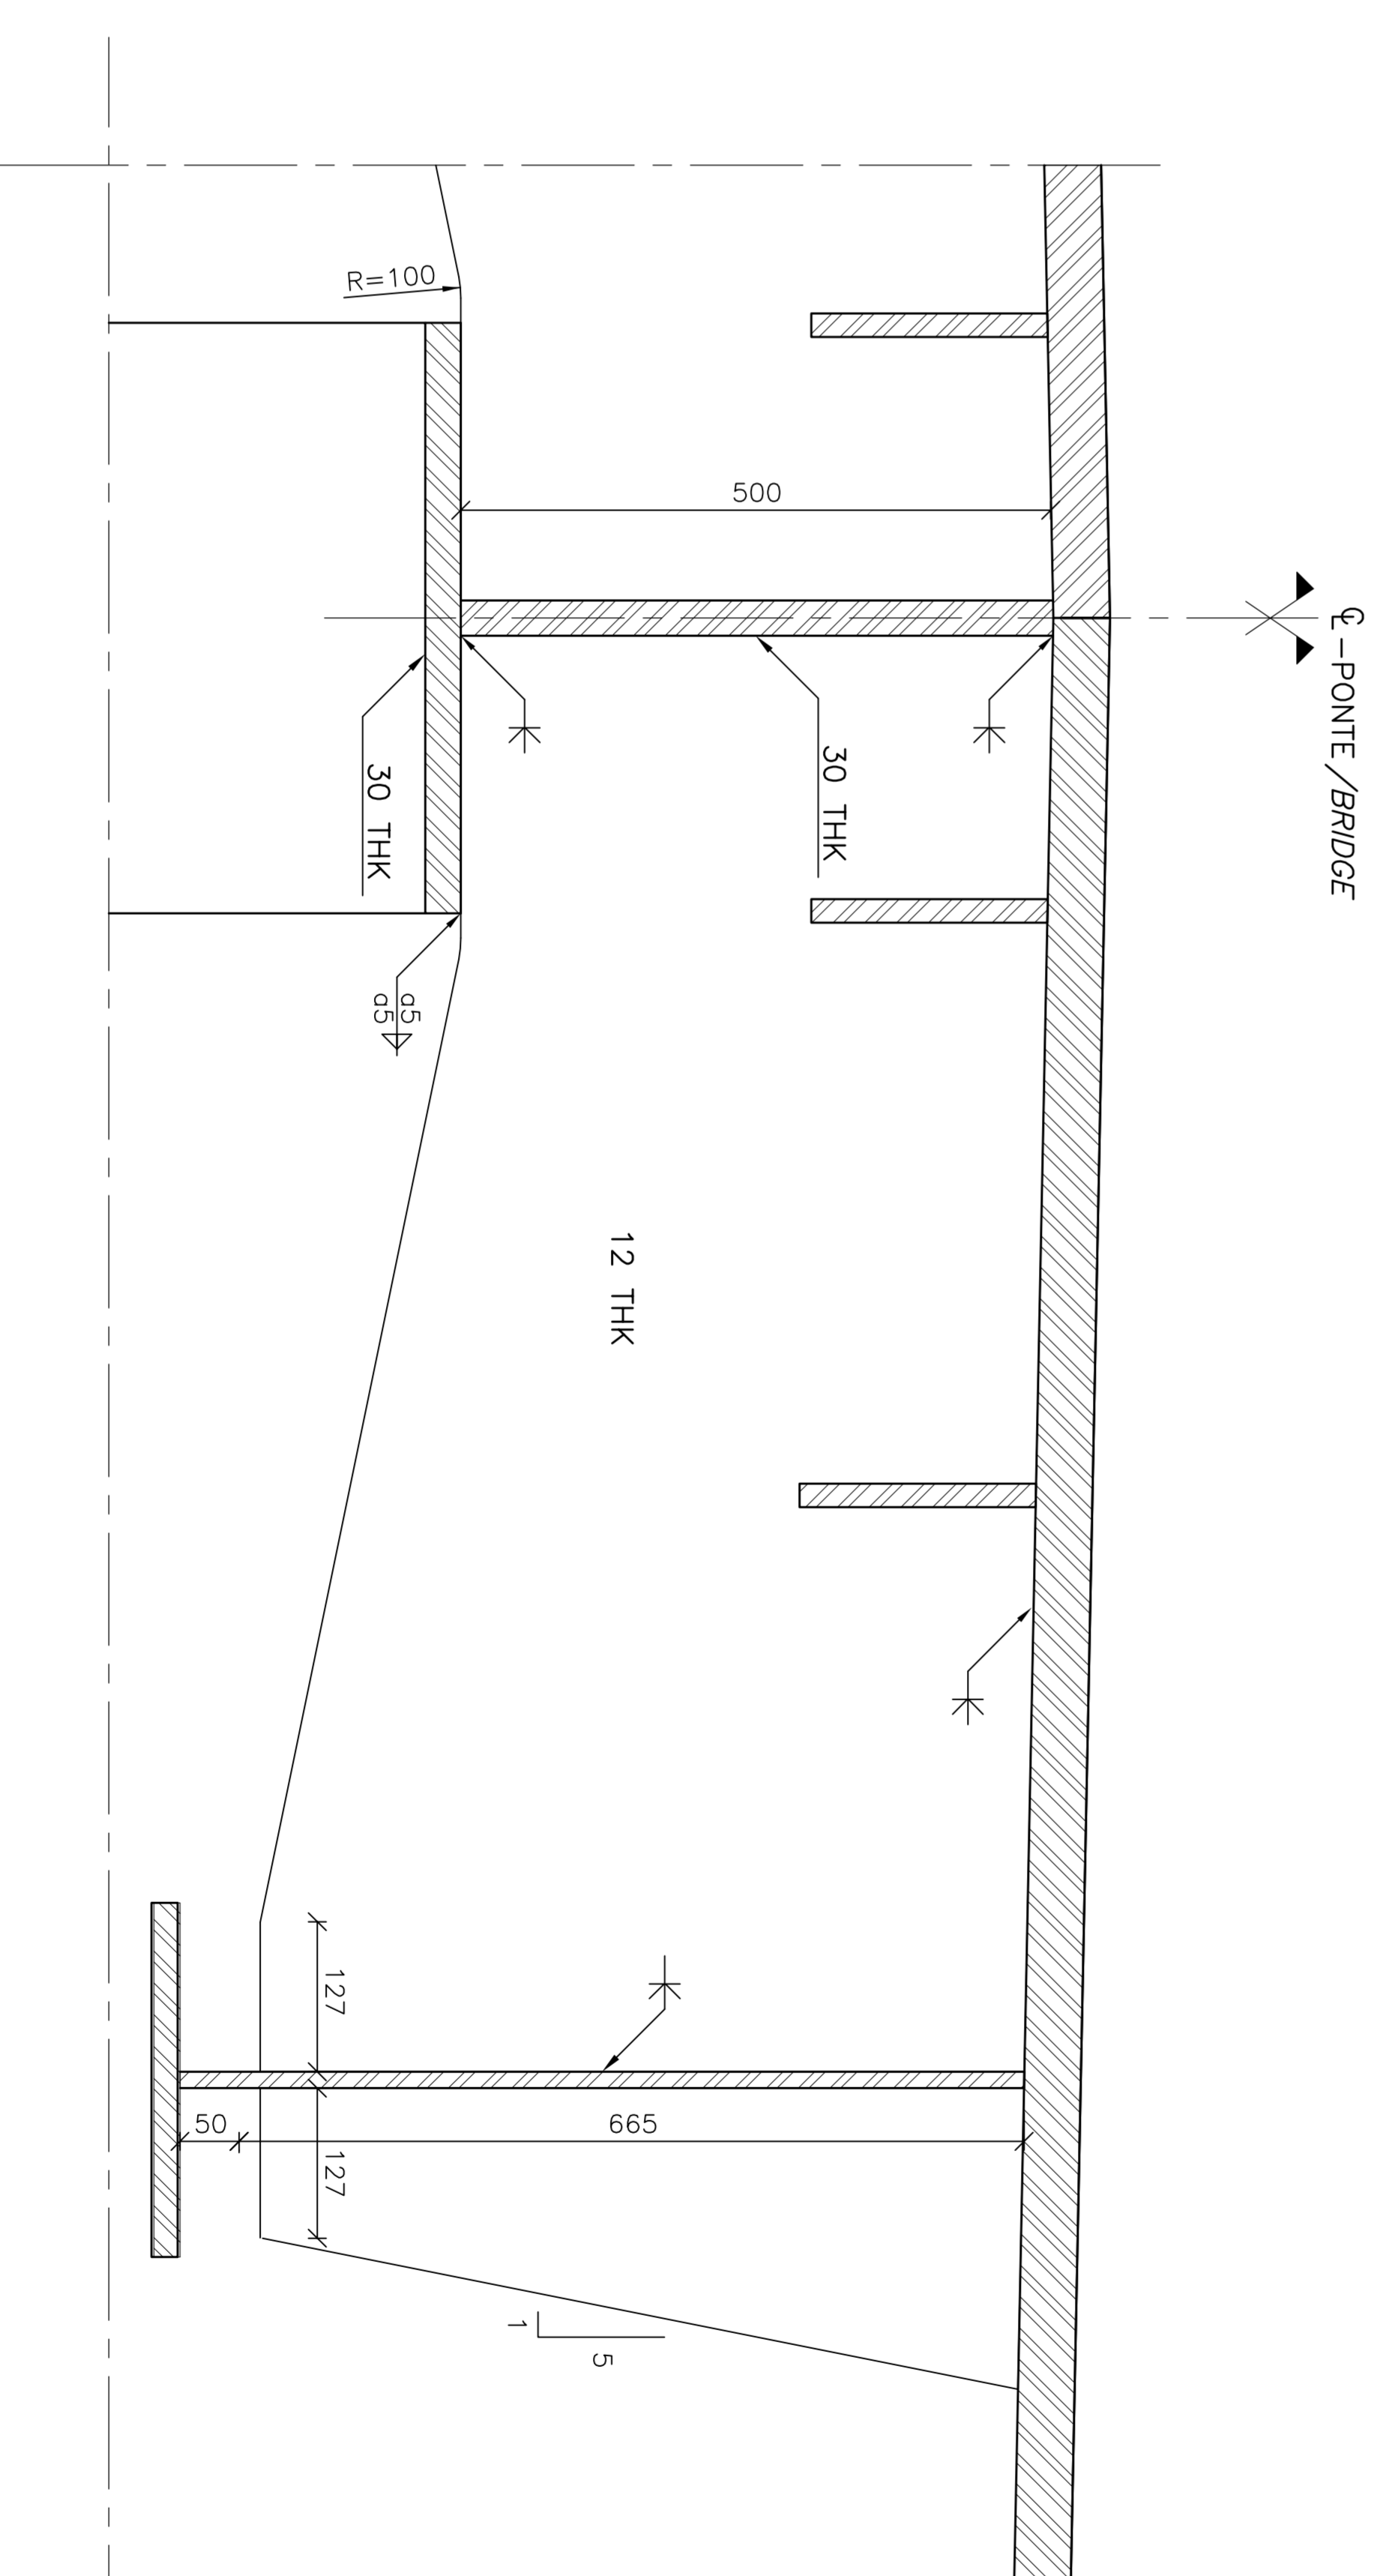 ℄-PONTE/BRIDGE
R=100
500
30 THK
30 THK
a5
a5
12 THK
127
665
50
127
5
1